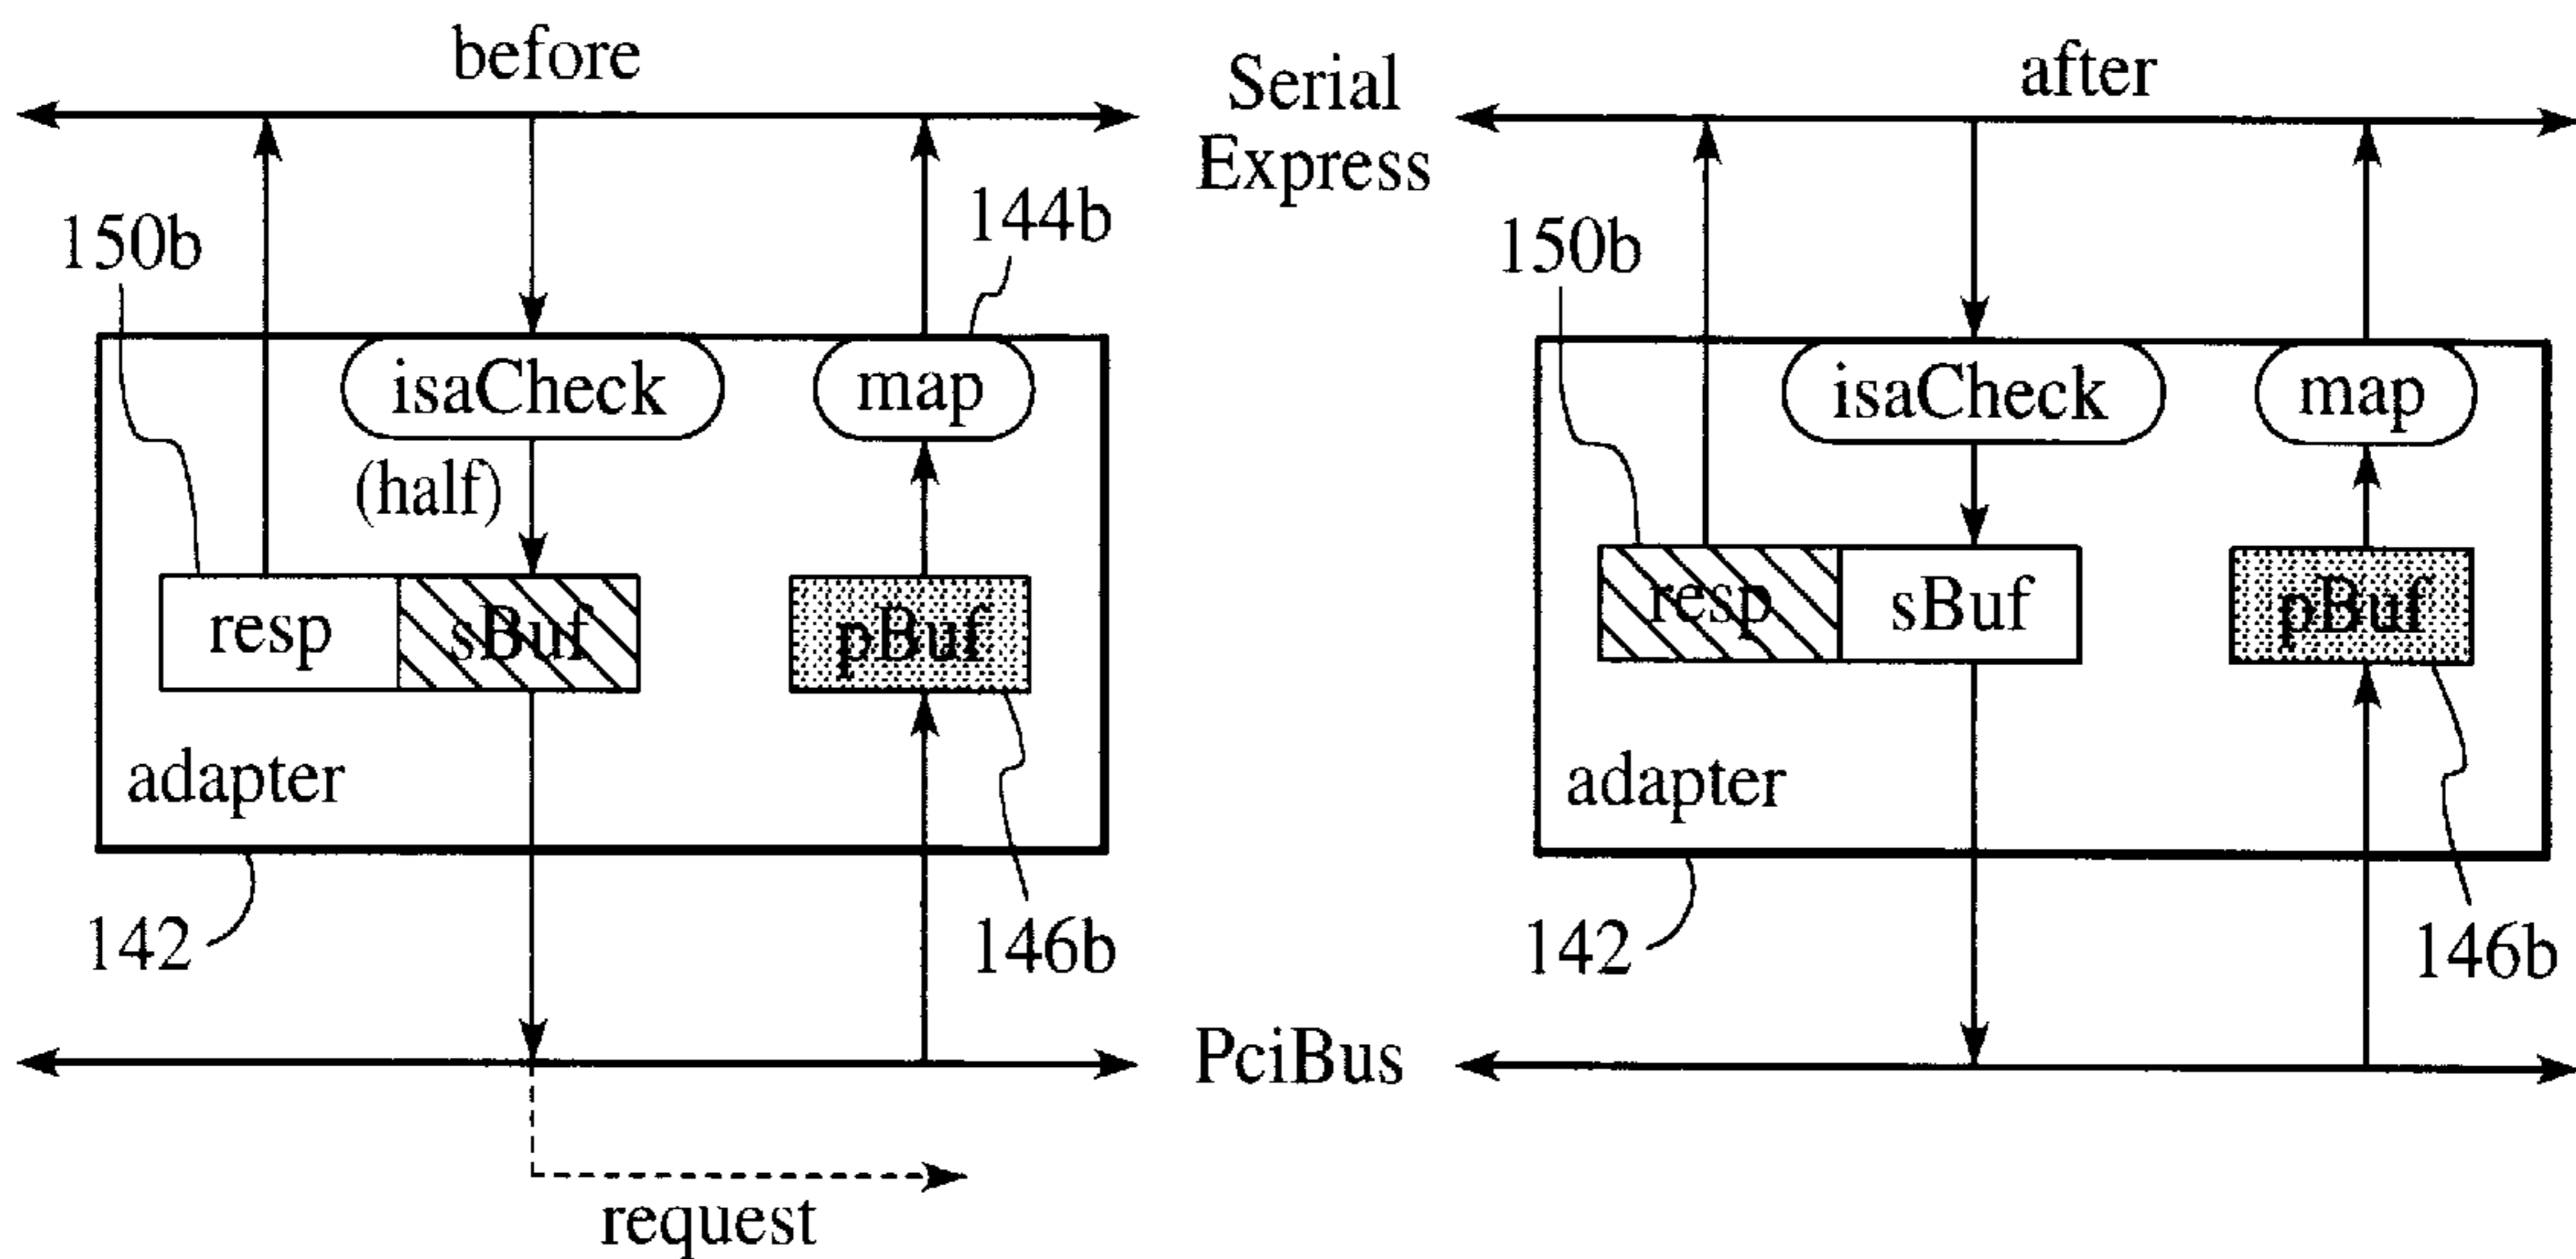 before
Serial
Express
after
150b
144b
150b
isaCheck
map
isaCheck
map
(half)
resp
sBuf
pBuf
resp
sBuf
pBuf
adapter
adapter
142
146b
142
146b
PciBus
request